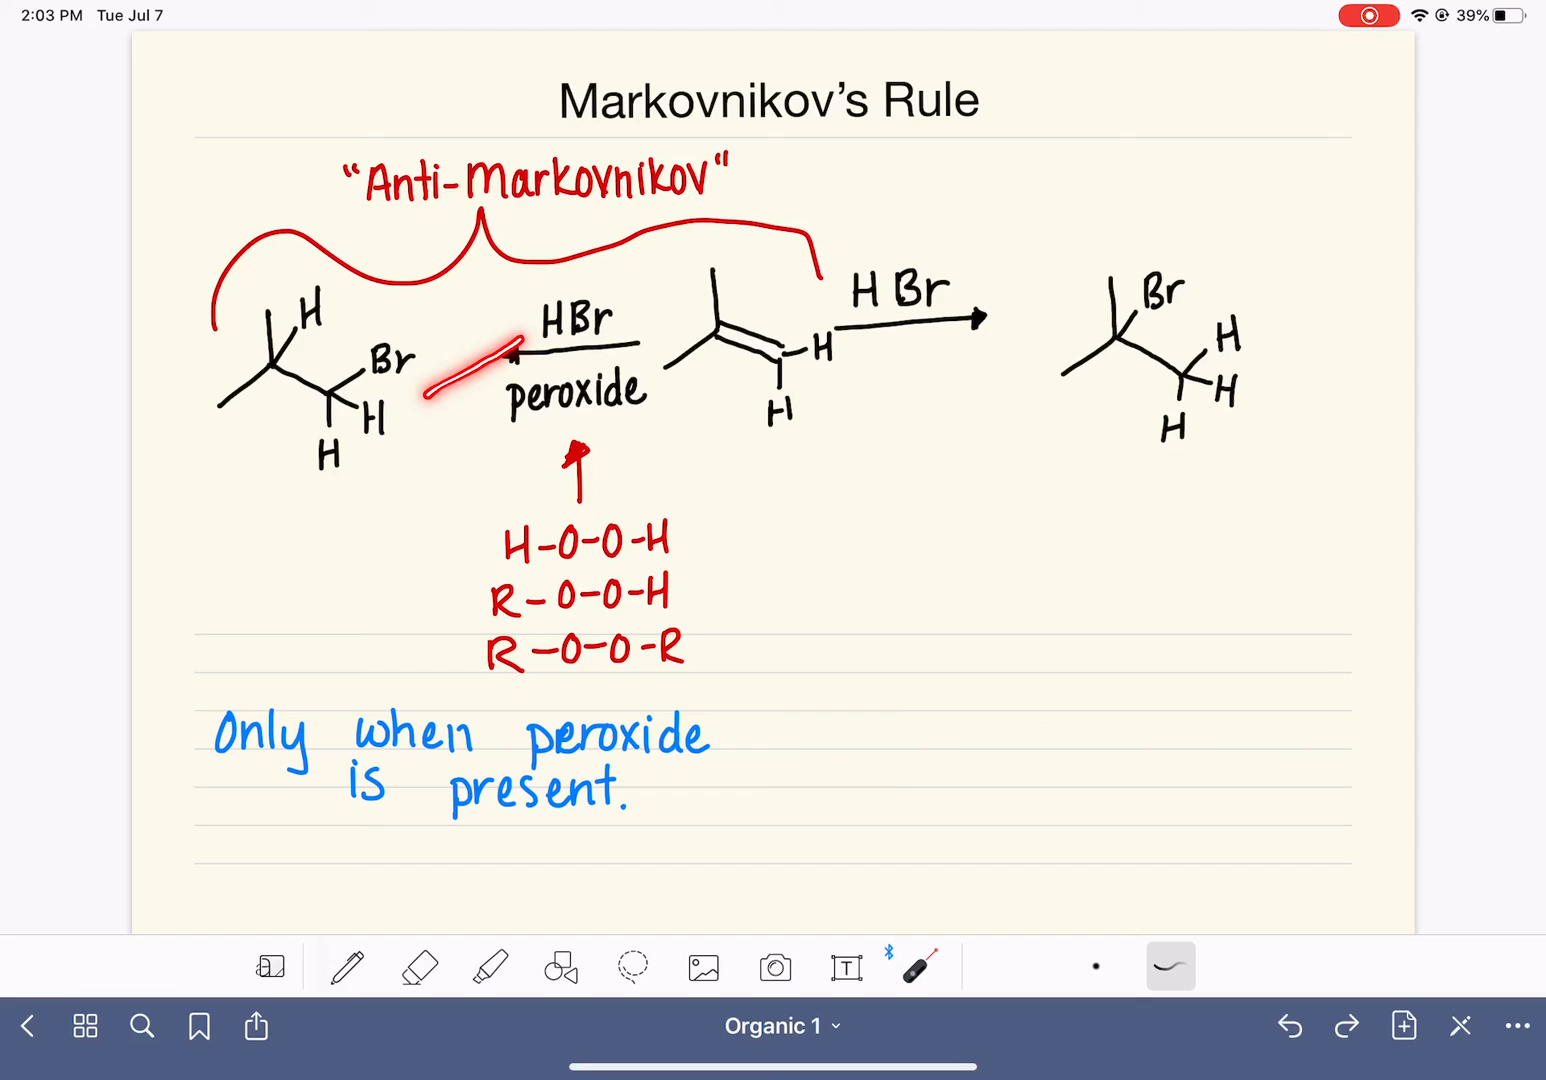 2:03 PM Tue Jul 7
39%
Markovnikov's Rule
"Anti-Markovnikov"
H
Br
H
H
HBr
peroxide
H
H
H Br
Br
H
H
H
H-O-O-H
R-O-O-H
R-O-O-R
Only when peroxide
is present.
T
Organic 1